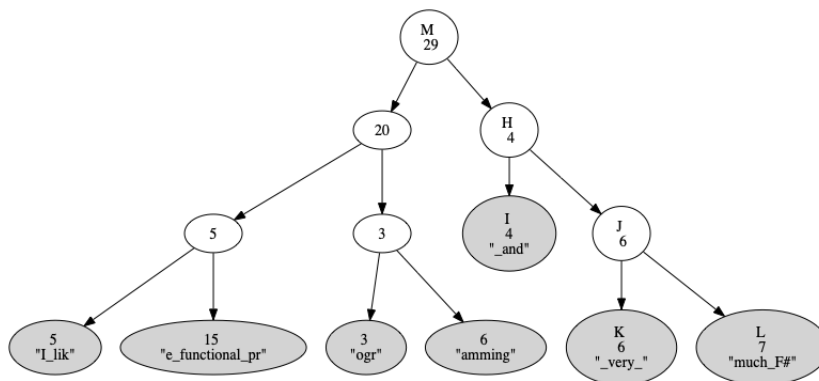 M
29
20
H
4
5
3
I
4
"_and"
J
6
5
"I_lik"
15
"e_functional_pr"
3
"ogr"
6
"amming"
K
6
"_very_"
L
7
"much_F#"